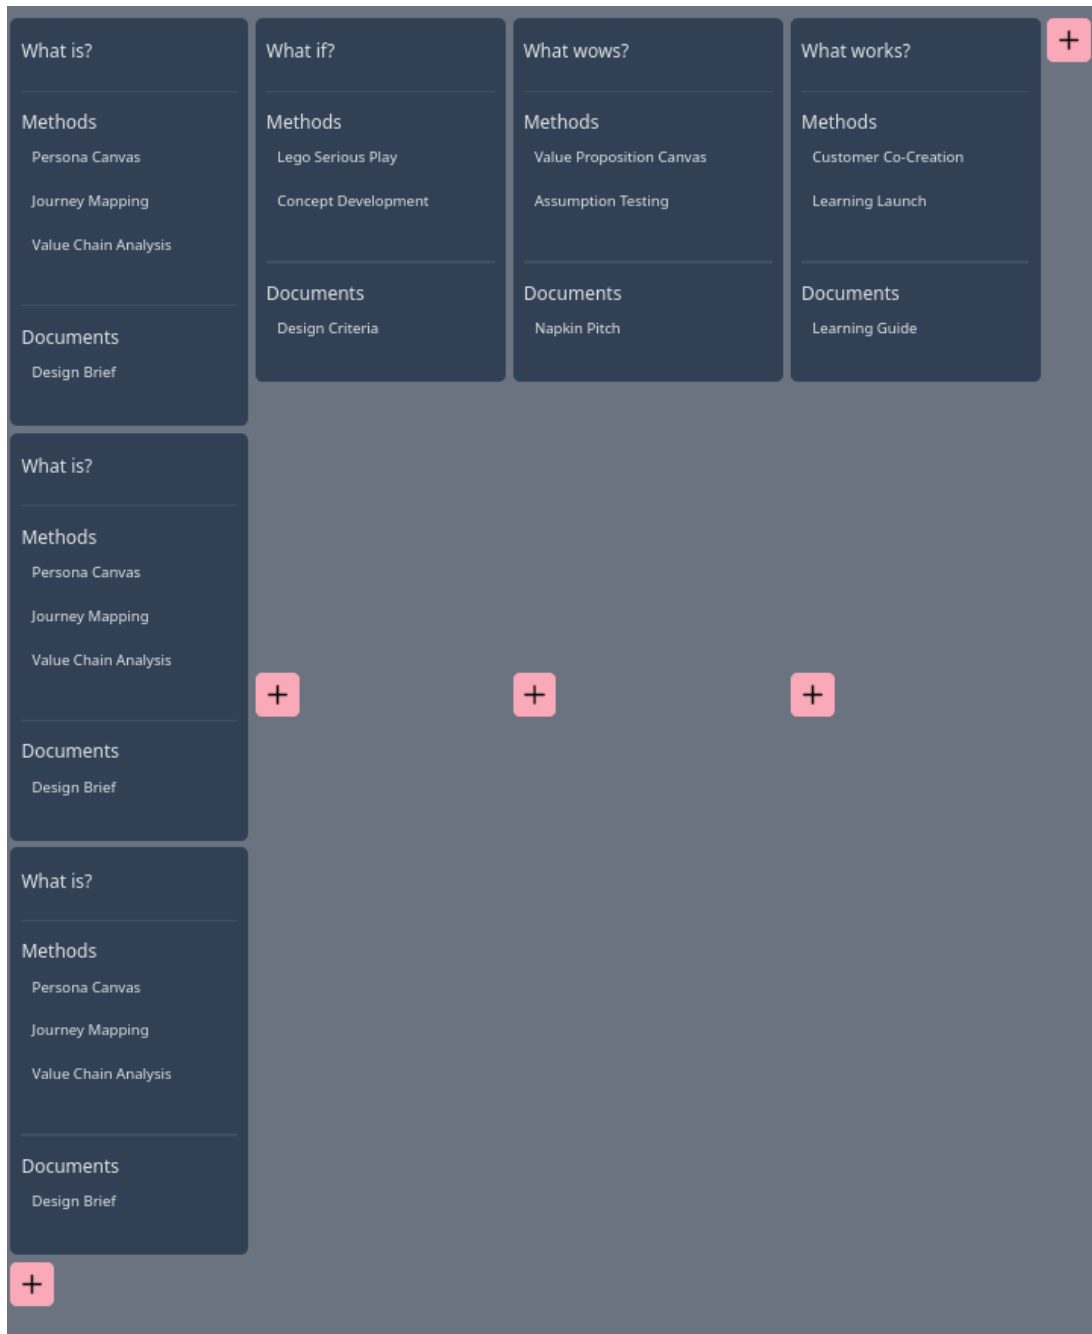 What is?
Methods
Persona Canvas
Journey Mapping
Value Chain Analysis
Documents
Design Brief
What if?
Methods
Lego Serious Play
Concept Development
Documents
Design Criteria
What wows?
Methods
Value Proposition Canvas
Assumption Testing
Documents
Napkin Pitch
What works?
Methods
Customer Co-Creation
Learning Launch
Documents
Learning Guide
+
What is?
Methods
Persona Canvas
Journey Mapping
Value Chain Analysis
Documents
Design Brief
+
+
+
What is?
Methods
Persona Canvas
Journey Mapping
Value Chain Analysis
Documents
Design Brief
+